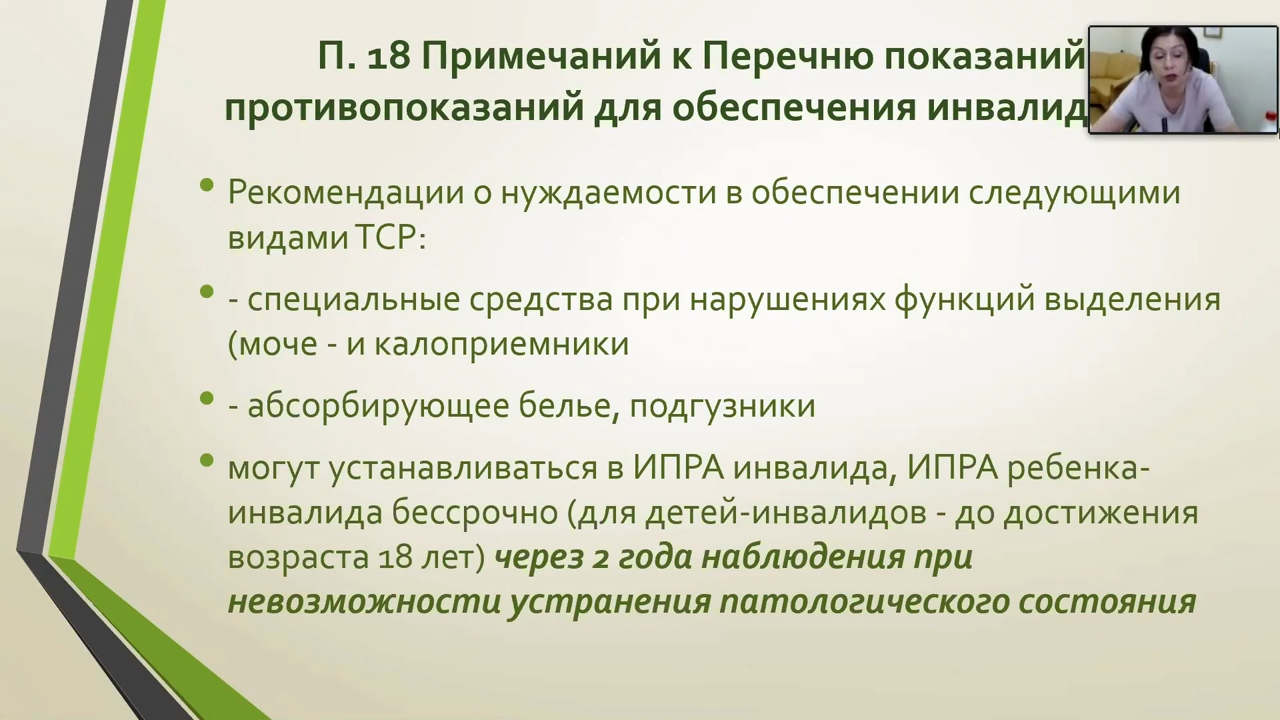 П. 18 Примечаний к Перечню показаний
противопоказаний для обеспечения инвалид
• Рекомендации о нуждаемости в обеспечении следующими
видами ТСР:
• - специальные средства при нарушениях функций выделения
(моче - и калоприемники
• - абсорбирующее белье, подгузники
• могут устанавливаться в ИПРА инвалида, ИПРА ребенка-
инвалида бессрочно (для детей-инвалидов - до достижения
возраста 18 лет) через 2 года наблюдения при
невозможности устранения патологического состояния